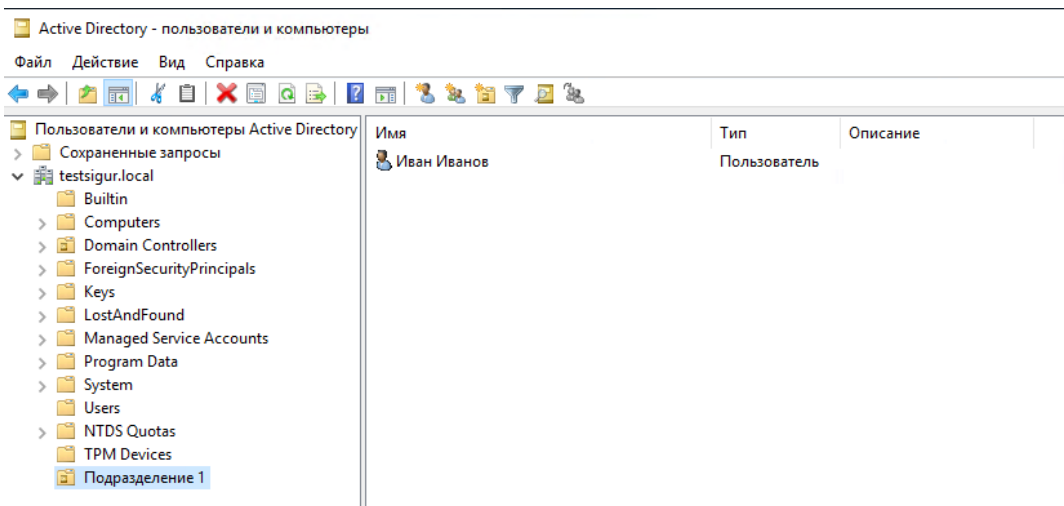 Active Directory - пользователи и компьютеры
Файл Действие Вид Справка
Пользователи и компьютеры Active Directory
Сохраненные запросы
testsigur.local
Builtin
Computers
Domain Controllers
ForeignSecurityPrincipals
Keys
LostAndFound
Managed Service Accounts
Program Data
System
Users
NTDS Quotas
TPM Devices
Подразделение 1
Имя Тип Описание
Иван Иванов Пользователь